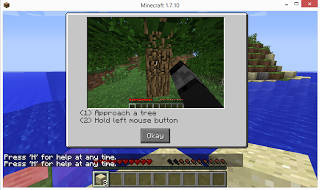 Minecraft 1.7.10
(1) Approach a tree
(2) Hold left mouse button
Okay
Press 'H' for help at any time.
Press 'H' for help at any time.
3